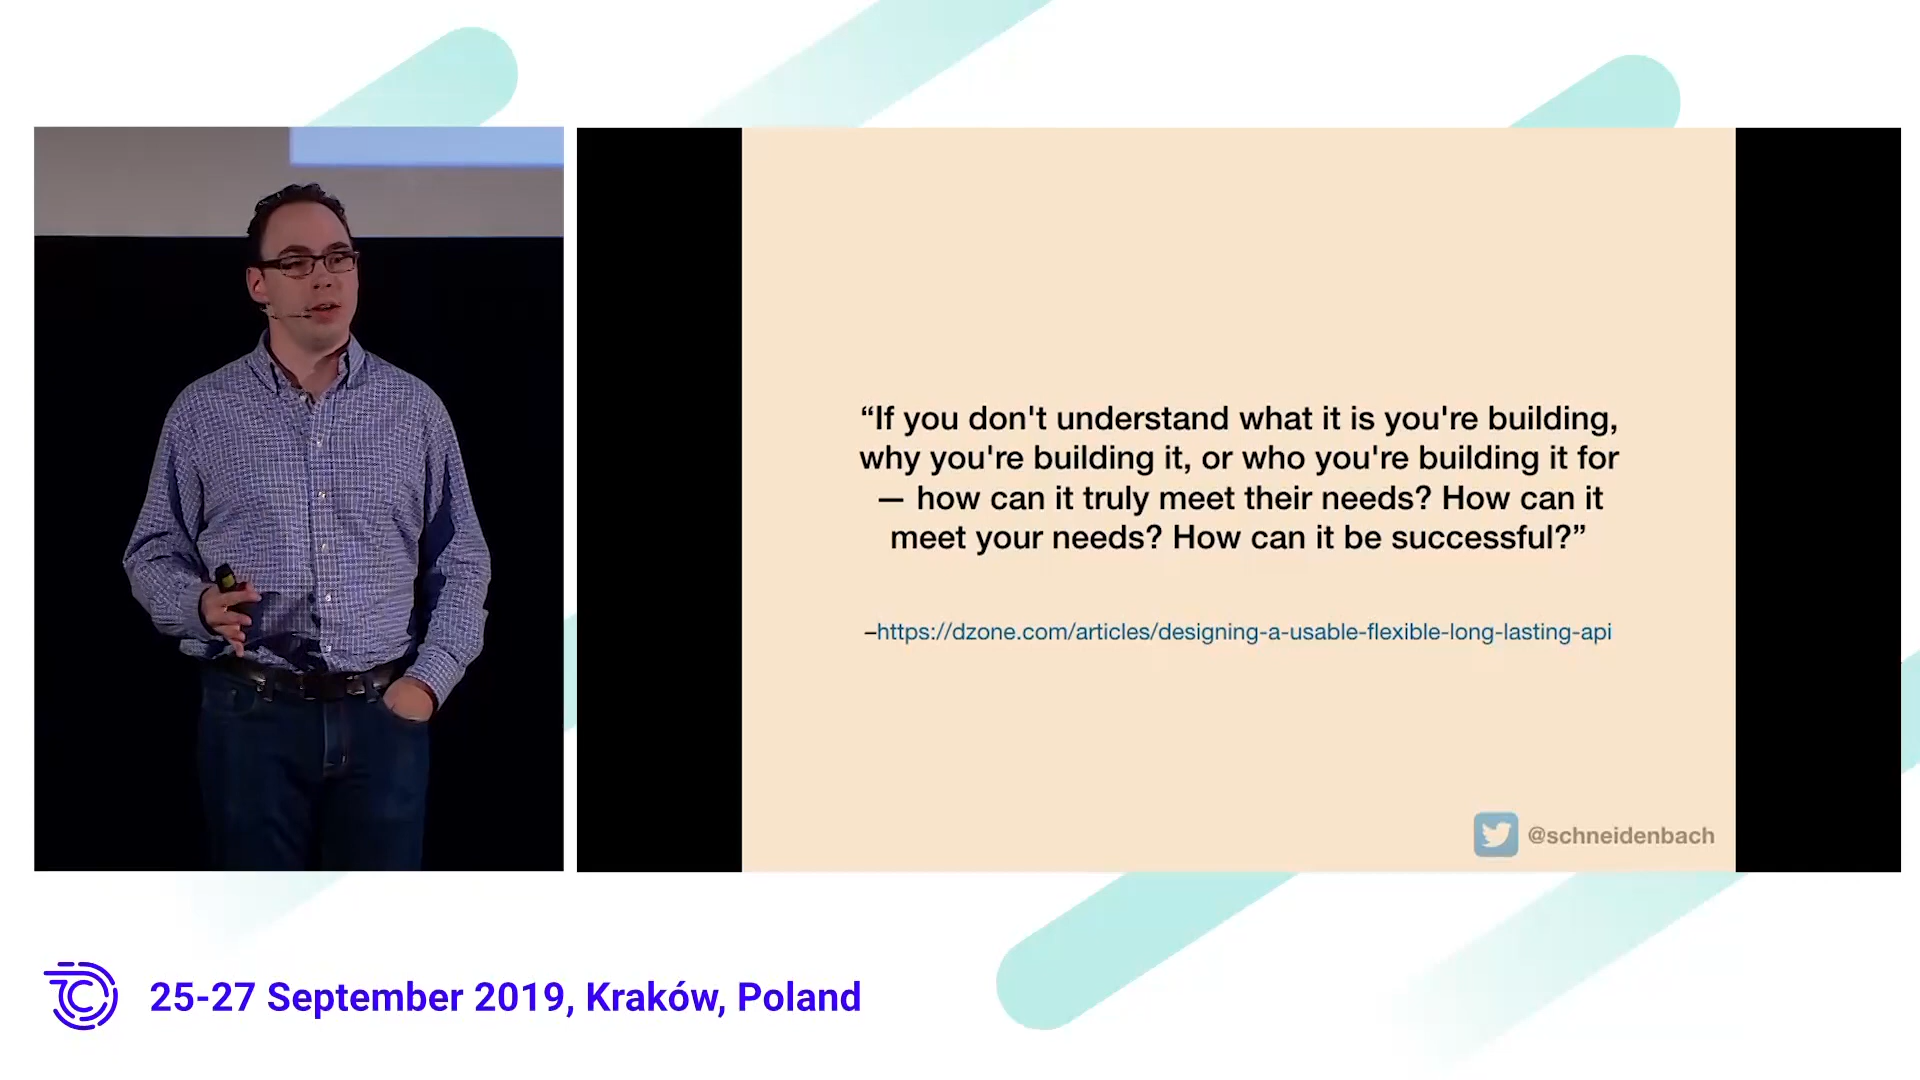 “If you don't understand what it is you're building,
why you're building it, or who you're building it for
— how can it truly meet their needs? How can it
meet your needs? How can it be successful?”
–https://dzone.com/articles/designing-a-usable-flexible-long-lasting-api
@schneidenbach
25-27 September 2019, Kraków, Poland